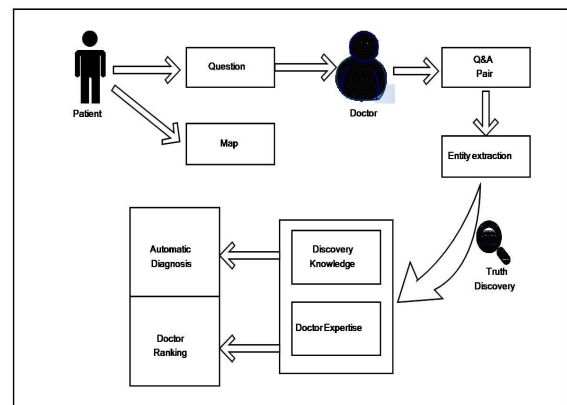 Patient
Question
Map
Doctor
Q&A
Pair
Entity extraction
Truth
Discovery
Discovery
Knowledge
Doctor Expertise
Automatic
Diagnosis
Doctor
Ranking